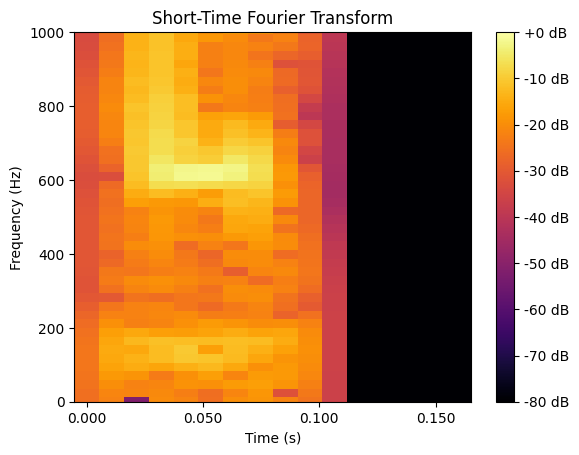 Short-Time Fourier Transform
1000
800
600
400
200
0
Frequency (Hz)
0.000
0.050
0.100
0.150
Time (s)
+0 dB
-10 dB
-20 dB
-30 dB
-40 dB
-50 dB
-60 dB
-70 dB
-80 dB